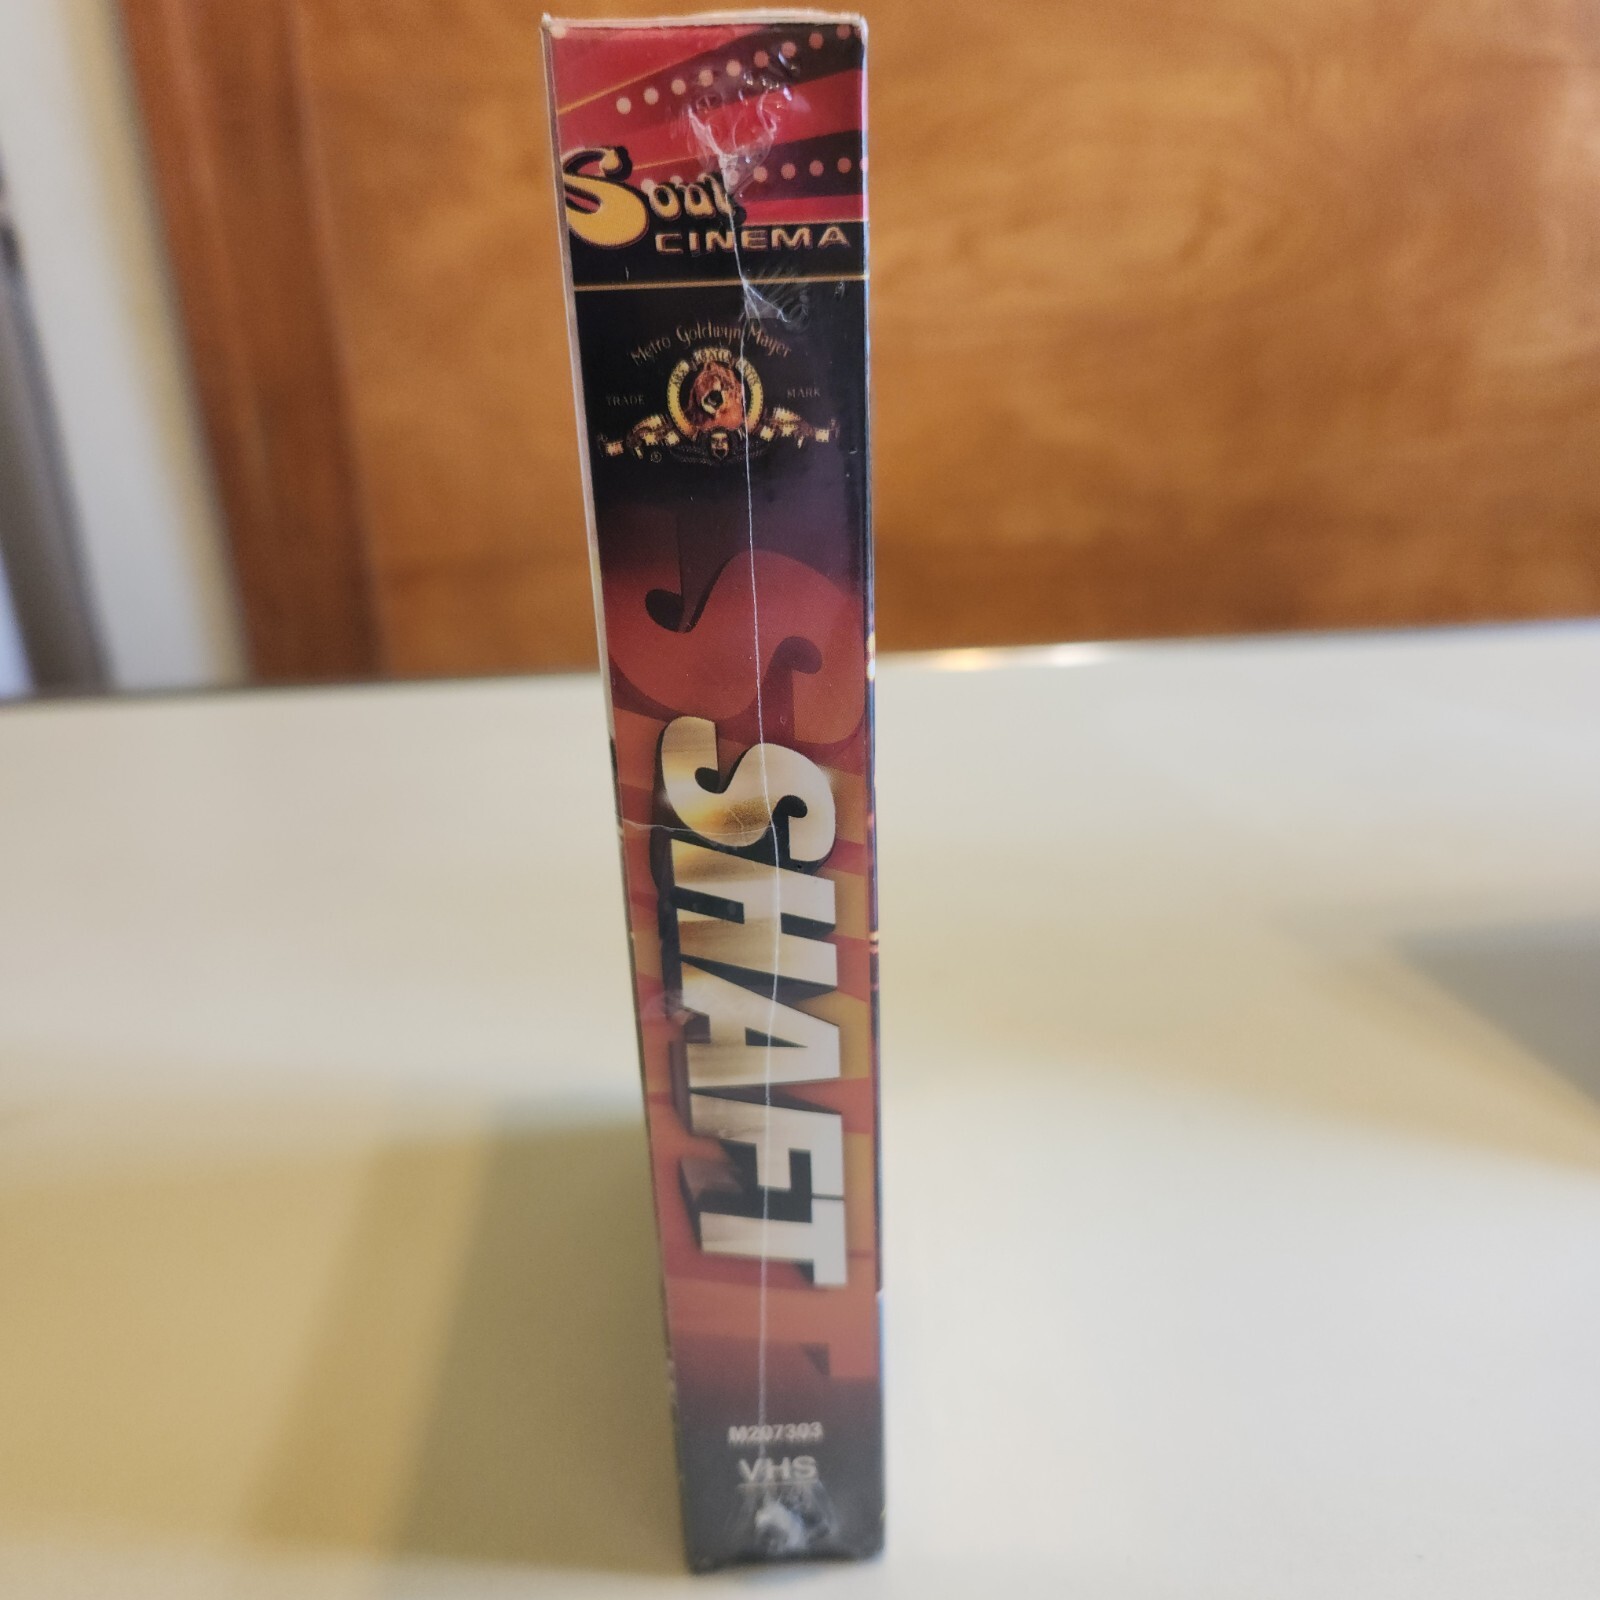 Soul
CINEMA
Metro Goldwyn Mayer
TRADE MARK
SHAFT
M207303
VHS